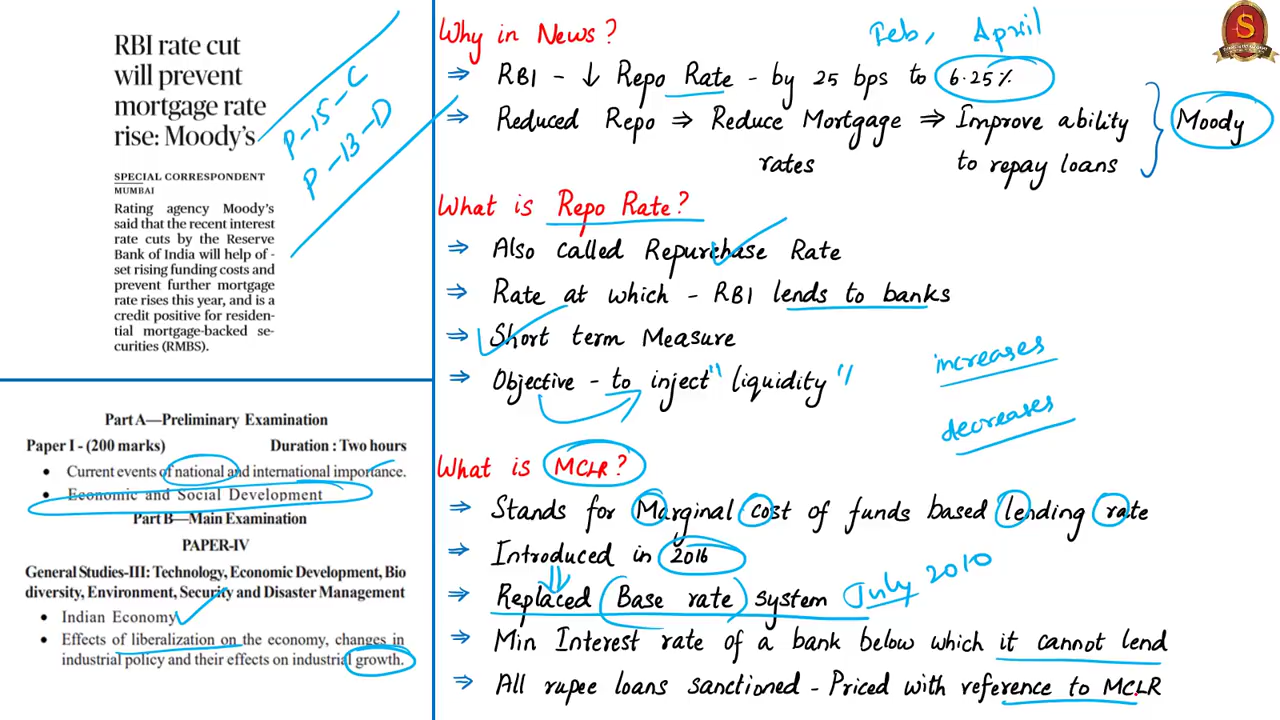 RBI rate cut
will prevent
mortgage rate
rise: Moody's
P-15-C
P-13-D
SPECIAL CORRESPONDENT
MUMBAI
Rating agency Moody's
said that the recent interest
rate cuts by the Reserve
Bank of India will help of-
set rising funding costs and
prevent further mortgage
rate rises this year, and is a
credit positive for residen-
tial mortgage-backed se-
curities (RMBS).
Part A—Preliminary Examination
Paper I - (200 marks) Duration : Two hours
• Current events of national and international importance.
• Economic and Social Development
Part B—Main Examination
PAPER-IV
General Studies-III: Technology, Economic Development, Bio
diversity, Environment, Security and Disaster Management
• Indian Economy
• Effects of liberalization on the economy, changes in
industrial policy and their effects on industrial growth.
Why in News?
Feb, April
⇒ RBI - ↓ Repo Rate - by 25 bps to 6.25%
⇒ Reduced Repo ⇒ Reduce Mortgage ⇒ Improve ability
rates to repay loans
Moody
What is Repo Rate?
⇒ Also called Repurchase Rate
⇒ Rate at which - RBI lends to banks
⇒ Short term Measure
⇒ Objective - to inject "liquidity"
increases
decreases
What is MCLR?
⇒ Stands for Marginal cost of funds based lending rate
⇒ Introduced in 2016
⇒ Replaced (Base rate) system July 2010
⇒ Min Interest rate of a bank below which it cannot lend
⇒ All rupee loans sanctioned - Priced with reference to MCLR
S